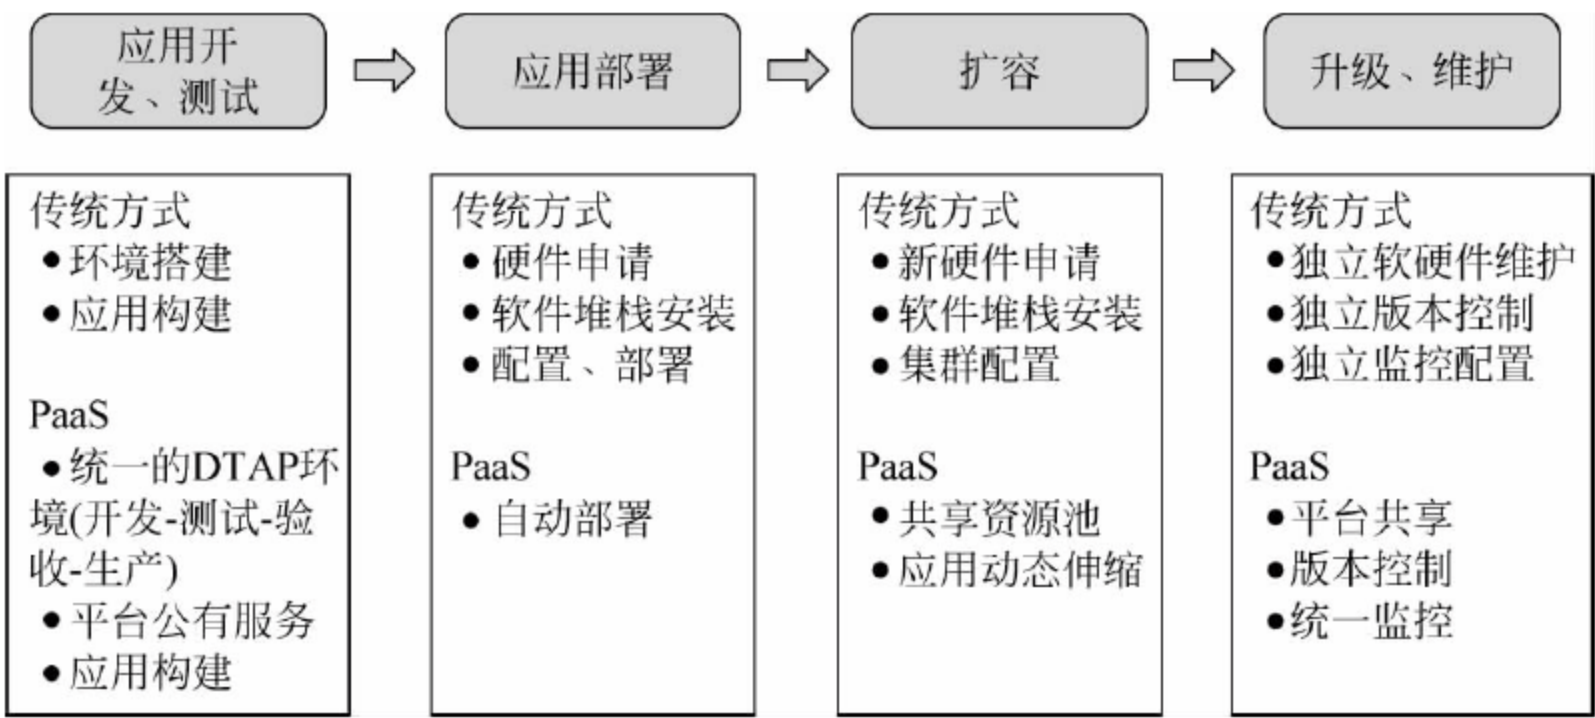 应用开
发、测试
应用部署
扩容
升级、维护
传统方式
●环境搭建
●应用构建
PaaS
●统一的DTAP环
境(开发-测试-验
收-生产)
●平台公有服务
●应用构建
传统方式
●硬件申请
●软件堆栈安装
●配置、部署
PaaS
●自动部署
传统方式
●新硬件申请
●软件堆栈安装
●集群配置
PaaS
●共享资源池
●应用动态伸缩
传统方式
●独立软硬件维护
●独立版本控制
●独立监控配置
PaaS
●平台共享
●版本控制
●统一监控